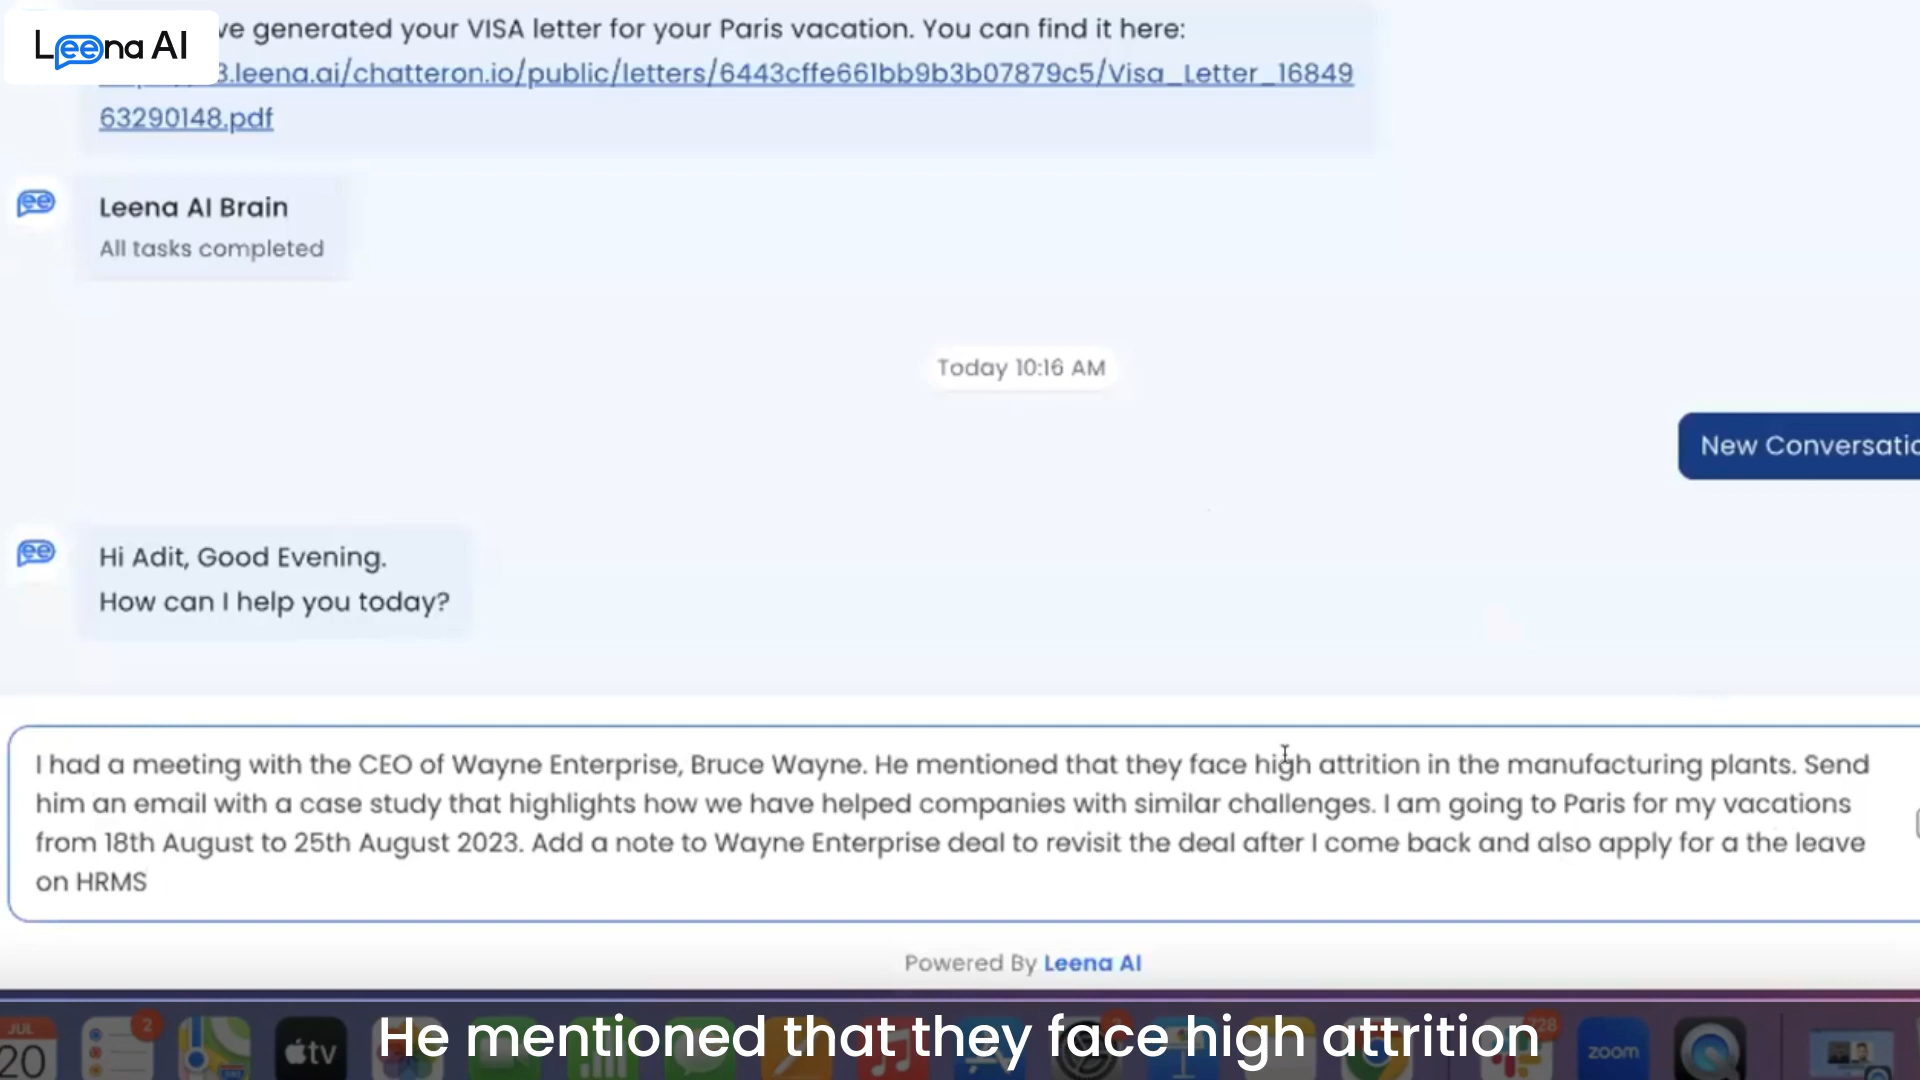 Leena AI
ve generated your VISA letter for your Paris vacation. You can find it here:
3.leena.ai/chatteron.io/public/letters/6443cffe661bb9b3b07879c5/Visa_Letter_16849
63290148.pdf
Leena AI Brain
All tasks completed
Today 10:16 AM
New Conversatio
Hi Adit, Good Evening.
How can I help you today?
I had a meeting with the CEO of Wayne Enterprise, Bruce Wayne. He mentioned that they face high attrition in the manufacturing plants. Send
him an email with a case study that highlights how we have helped companies with similar challenges. I am going to Paris for my vacations
from 18th August to 25th August 2023. Add a note to Wayne Enterprise deal to revisit the deal after I come back and also apply for a the leave
on HRMS
Powered By Leena AI
He mentioned that they face high attrition
JUL
20
2
tv
zoom